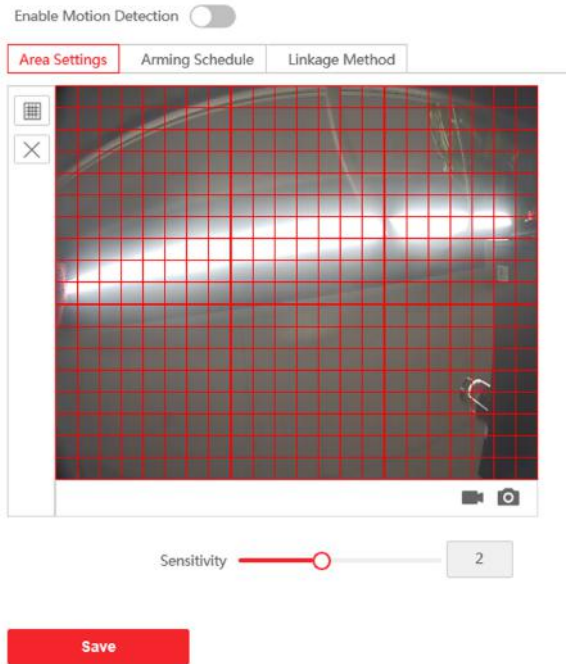 Enable Motion Detection
Area Settings Arming Schedule Linkage Method
Sensitivity 2
Save